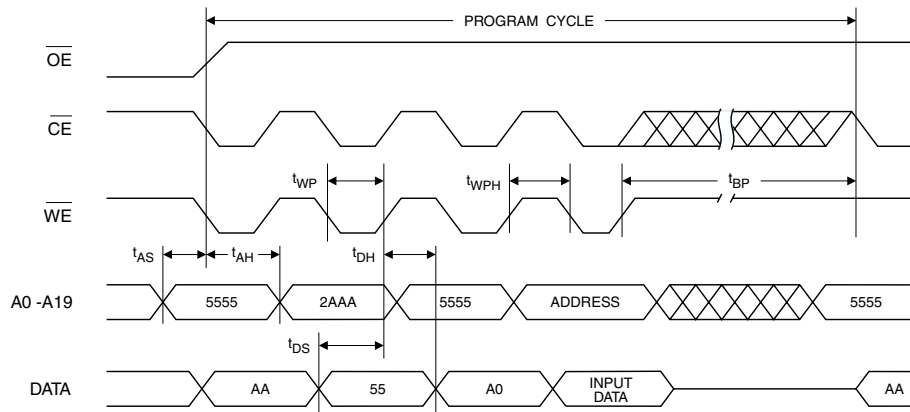 PROGRAM CYCLE
OE
CE
tWP
tWPH
tBP
WE
tAS
tAH
tDH
A0 -A19
5555
2AAA
5555
ADDRESS
5555
tDS
DATA
AA
55
A0
INPUT
DATA
AA